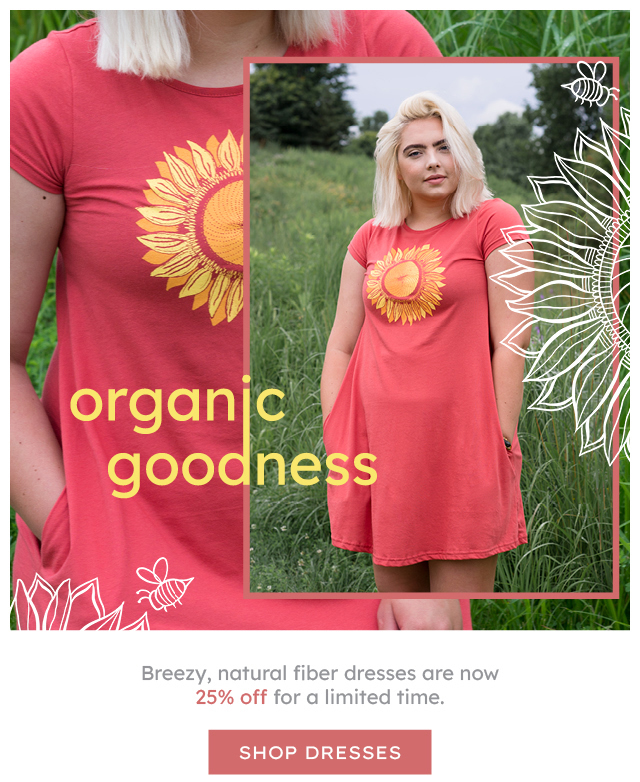 organic
goodness
Breezy, natural fiber dresses are now
25% off for a limited time.
SHOP DRESSES